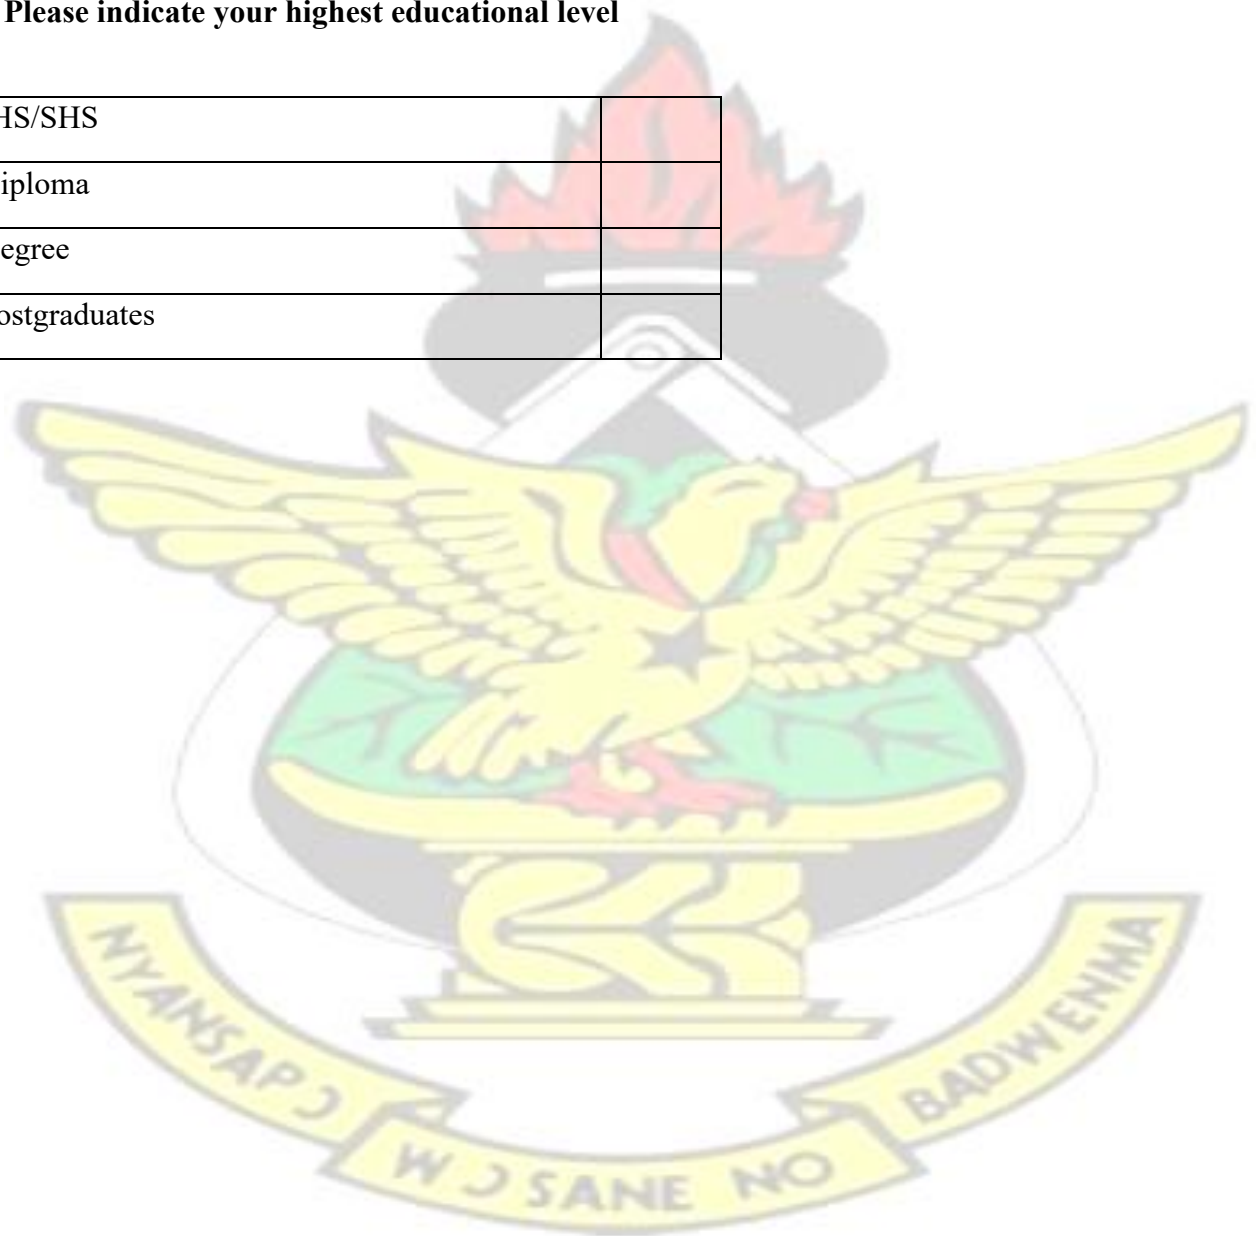 Please indicate your highest educational level
HS/SHS
iploma
egree
ostgraduates
NYANSAPƆ
WƆSANE NO
BADWENMA